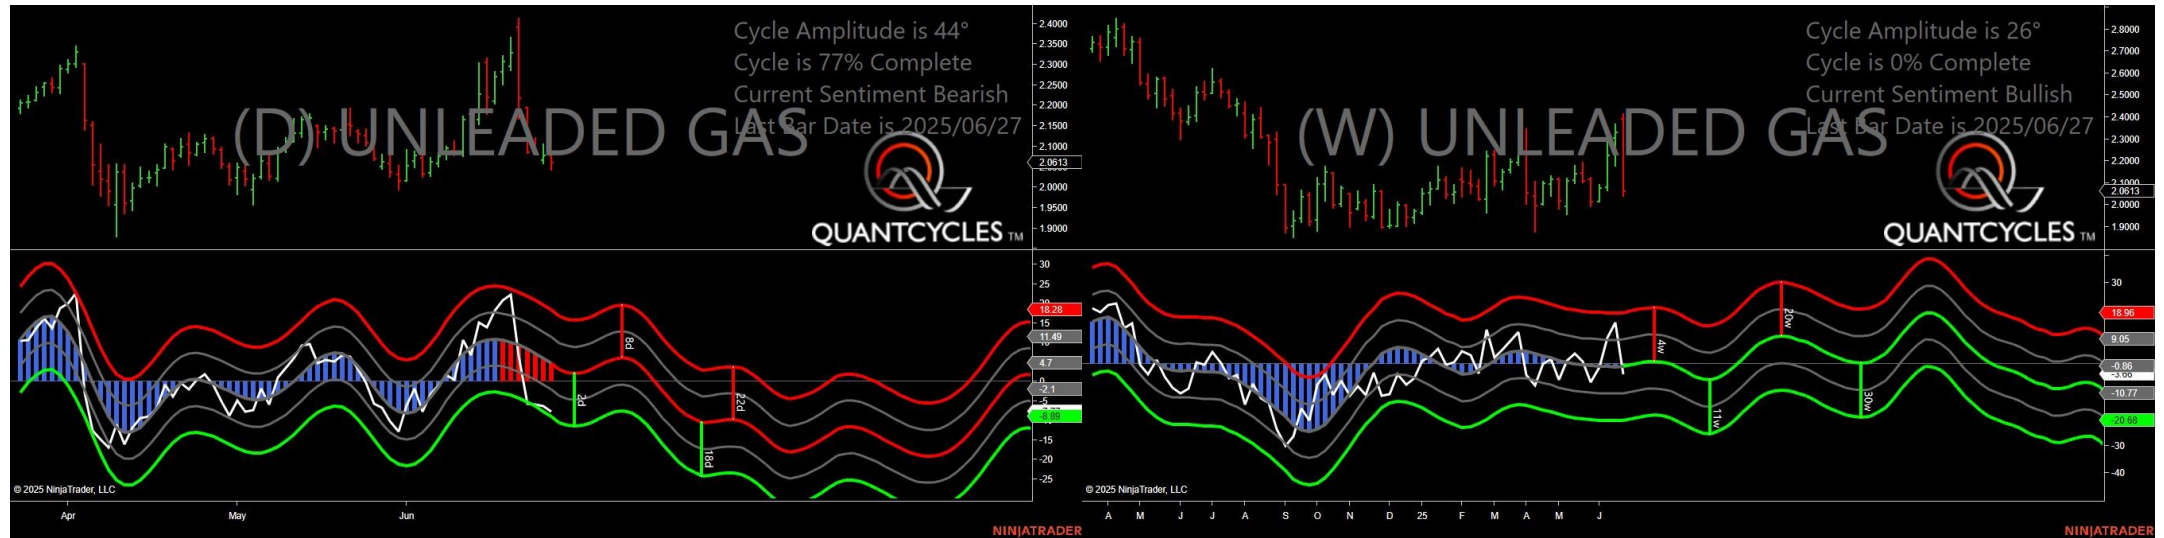 Cycle Amplitude is 44°
Cycle is 77% Complete
Current Sentiment Bearish
Last Bar Date is 2025/06/27
(D) UNLEADED GAS
QUANTCYCLES TM
2.4000
2.3500
2.3000
2.2500
2.2000
2.1500
2.1000
2.0613
2.0000
1.9500
1.9000
30
25
18.28
15
11.49
4.7
0
-2.1
-5
-8.89
-15
-20
-25
8d
2d
22d
18d
© 2025 NinjaTrader, LLC
Apr May Jun
NINJATRADER
Cycle Amplitude is 26°
Cycle is 0% Complete
Current Sentiment Bullish
Last Bar Date is 2025/06/27
(W) UNLEADED GAS
QUANTCYCLES TM
2.8000
2.7000
2.6000
2.5000
2.4000
2.3000
2.2000
2.1000
2.0613
2.0000
1.9000
30
18.96
9.05
-0.86
-3.66
-10.77
-20.68
-30
-40
4w
20w
11w
30w
© 2025 NinjaTrader, LLC
A M J J A S O N D 25 F M A M J
NINJATRADER